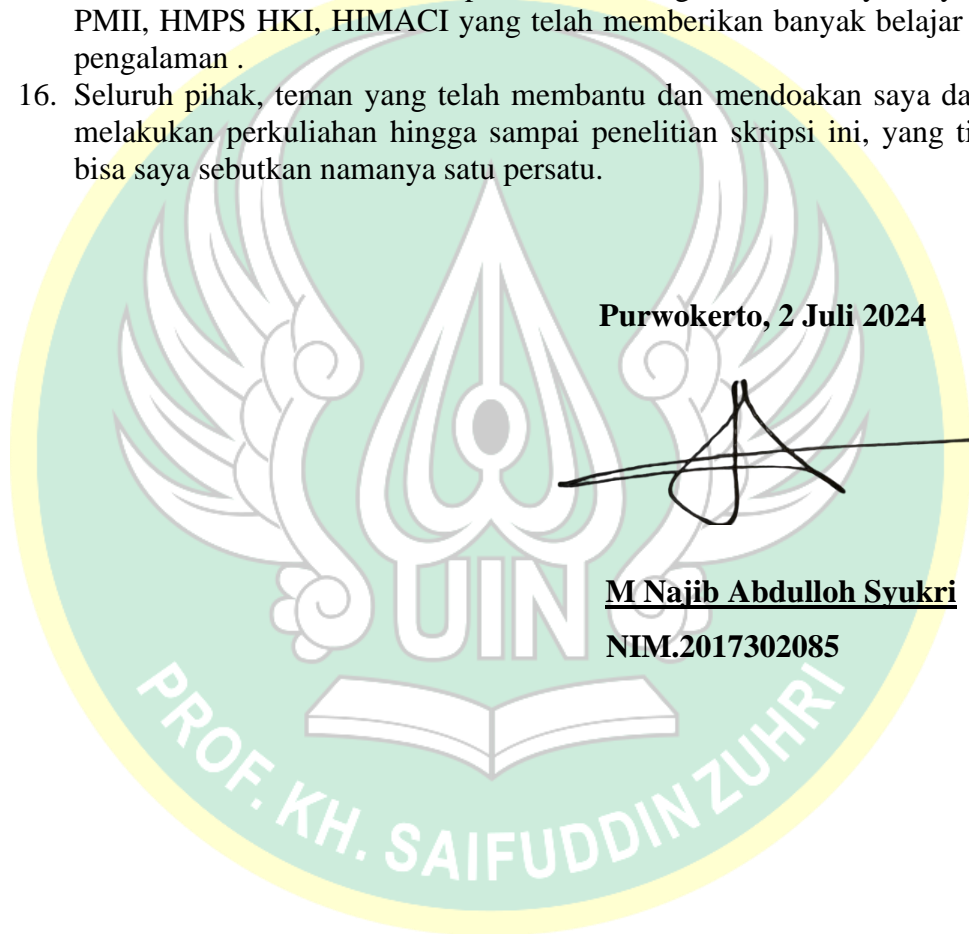 PMII, HMPS HKI, HIMACI yang telah memberikan banyak belajar
pengalaman .
16. Seluruh pihak, teman yang telah membantu dan mendoakan saya
melakukan perkuliahan hingga sampai penelitian skripsi ini, yang
bisa saya sebutkan namanya satu persatu.
Purwokerto, 2 Juli 2024
M Najib Abdulloh Syukri
NIM.2017302085
UIN
PROF. KH. SAIFUDDIN ZUHRI